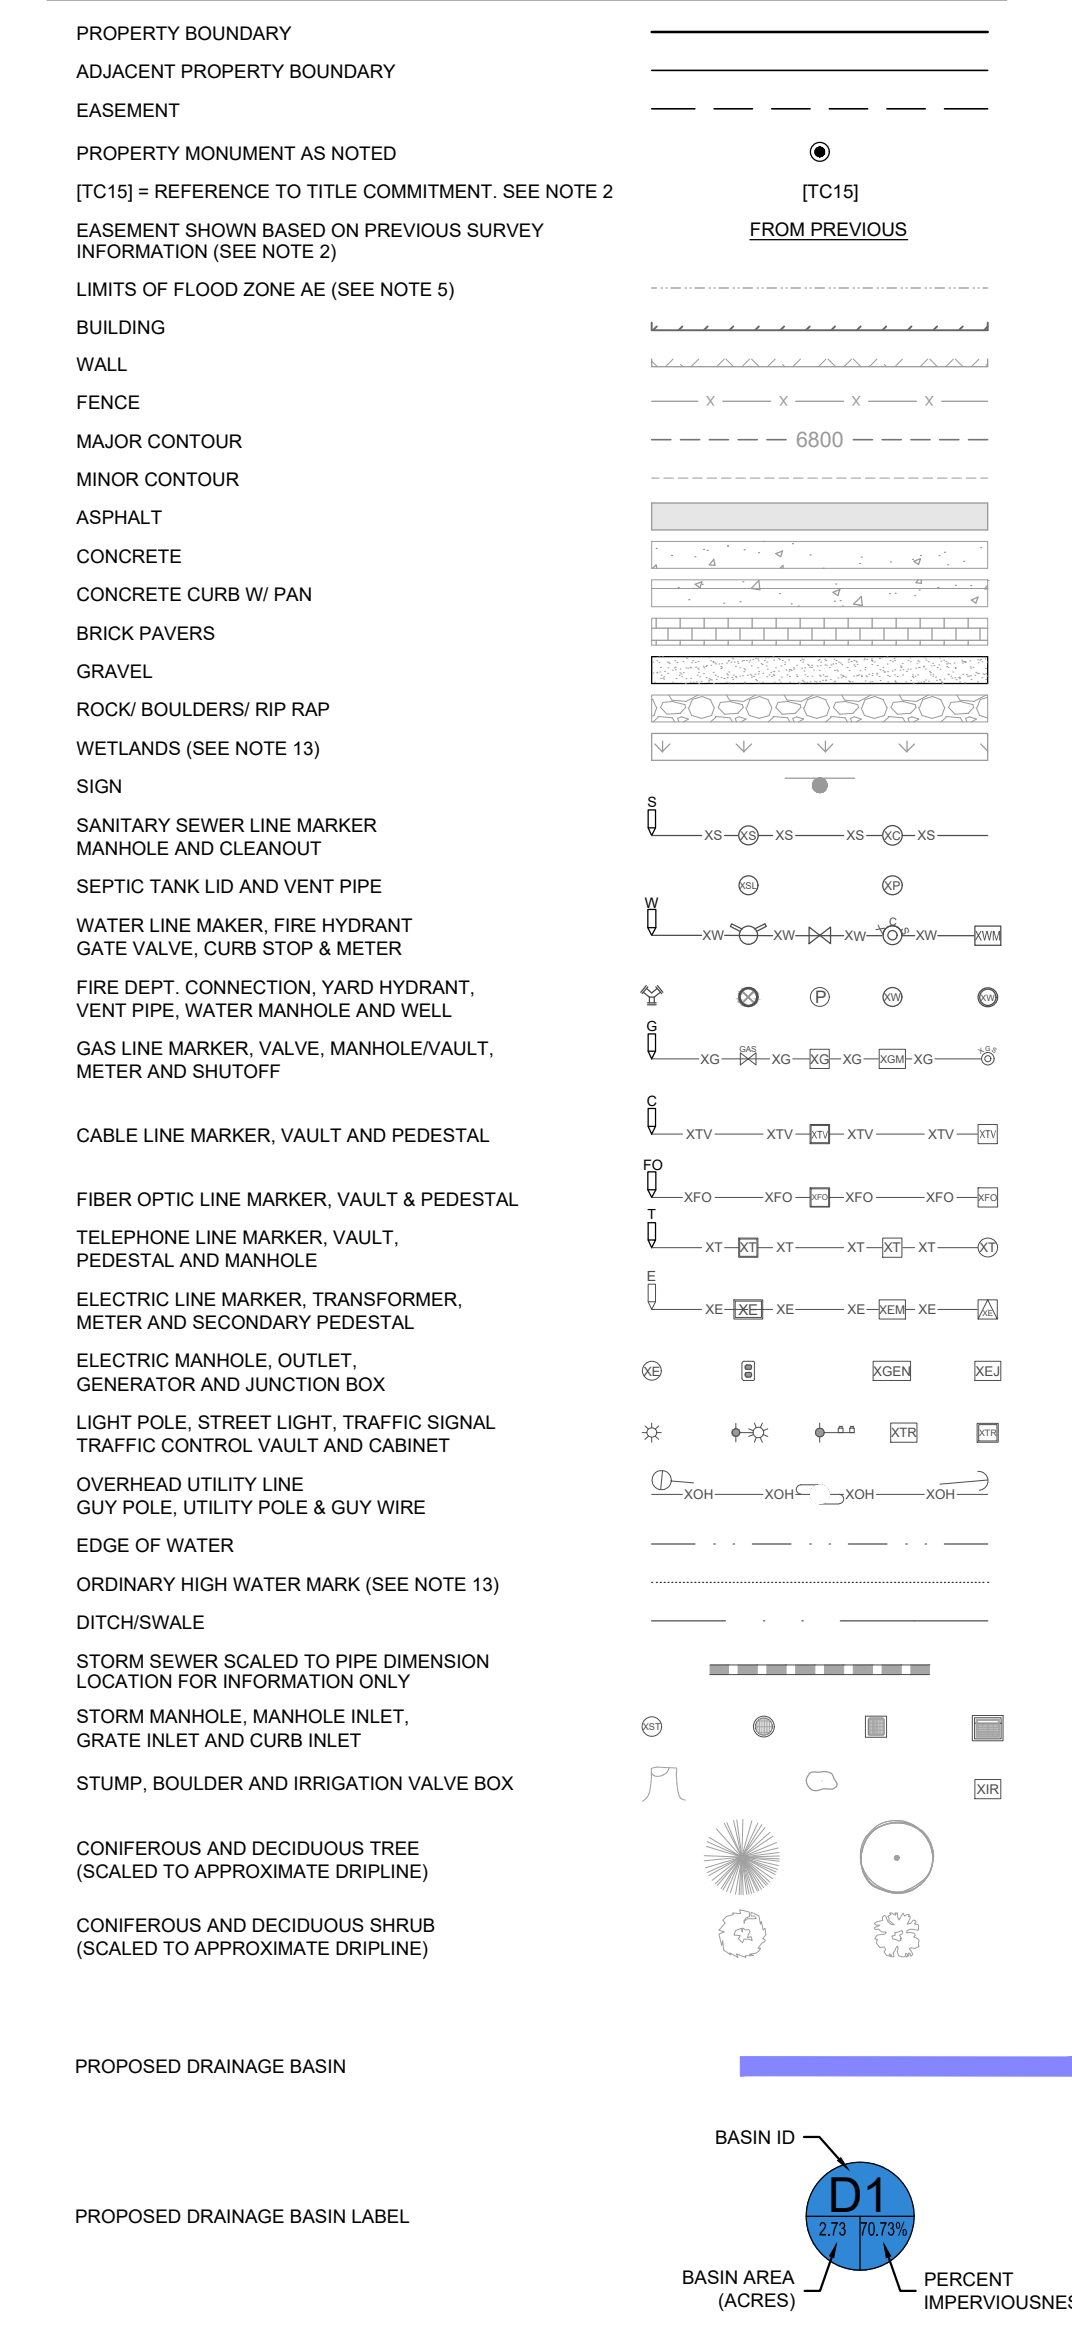 PROPERTY BOUNDARY
ADJACENT PROPERTY BOUNDARY
EASEMENT
PROPERTY MONUMENT AS NOTED
[TC15] = REFERENCE TO TITLE COMMITMENT. SEE NOTE 2 [TC15]
EASEMENT SHOWN BASED ON PREVIOUS SURVEY FROM PREVIOUS
INFORMATION (SEE NOTE 2)
LIMITS OF FLOOD ZONE AE (SEE NOTE 5)
BUILDING
WALL
FENCE X X X X
MAJOR CONTOUR 6800
MINOR CONTOUR
ASPHALT
CONCRETE
CONCRETE CURB W/ PAN
BRICK PAVERS
GRAVEL
ROCK/ BOULDERS/ RIP RAP
WETLANDS (SEE NOTE 13)
SIGN
S
SANITARY SEWER LINE MARKER
XS XS XS XS XC XS
MANHOLE AND CLEANOUT
SEPTIC TANK LID AND VENT PIPE XSL XP
W
WATER LINE MAKER, FIRE HYDRANT
XW XW XW XCS XW XWM
GATE VALVE, CURB STOP & METER
FIRE DEPT. CONNECTION, YARD HYDRANT,
P XW XW
VENT PIPE, WATER MANHOLE AND WELL
G
GAS LINE MARKER, VALVE, MANHOLE/VAULT,
XG GAS XG XG XG XGM XG XGS
METER AND SHUTOFF
C
CABLE LINE MARKER, VAULT AND PEDESTAL XTV XTV XTV XTV XTV XTV
FO
FIBER OPTIC LINE MARKER, VAULT & PEDESTAL XFO XFO XFO XFO XFO XFO
T
TELEPHONE LINE MARKER, VAULT,
XT XT XT XT XT XT XT
PEDESTAL AND MANHOLE
E
ELECTRIC LINE MARKER, TRANSFORMER,
XE XE XE XE XEM XE XE
METER AND SECONDARY PEDESTAL
ELECTRIC MANHOLE, OUTLET,
XE XGEN XEJ
GENERATOR AND JUNCTION BOX
LIGHT POLE, STREET LIGHT, TRAFFIC SIGNAL
XTR XTR
TRAFFIC CONTROL VAULT AND CABINET
OVERHEAD UTILITY LINE
XOH XOH XOH XOH
GUY POLE, UTILITY POLE & GUY WIRE
EDGE OF WATER
ORDINARY HIGH WATER MARK (SEE NOTE 13)
DITCH/SWALE
STORM SEWER SCALED TO PIPE DIMENSION
LOCATION FOR INFORMATION ONLY
STORM MANHOLE, MANHOLE INLET,
XST
GRATE INLET AND CURB INLET
STUMP, BOULDER AND IRRIGATION VALVE BOX XIR
CONIFEROUS AND DECIDUOUS TREE
(SCALED TO APPROXIMATE DRIPLINE)
CONIFEROUS AND DECIDUOUS SHRUB
(SCALED TO APPROXIMATE DRIPLINE)
PROPOSED DRAINAGE BASIN
BASIN ID
D1
PROPOSED DRAINAGE BASIN LABEL
2.73 70.73%
BASIN AREA
(ACRES)
PERCENT
IMPERVIOUSNES